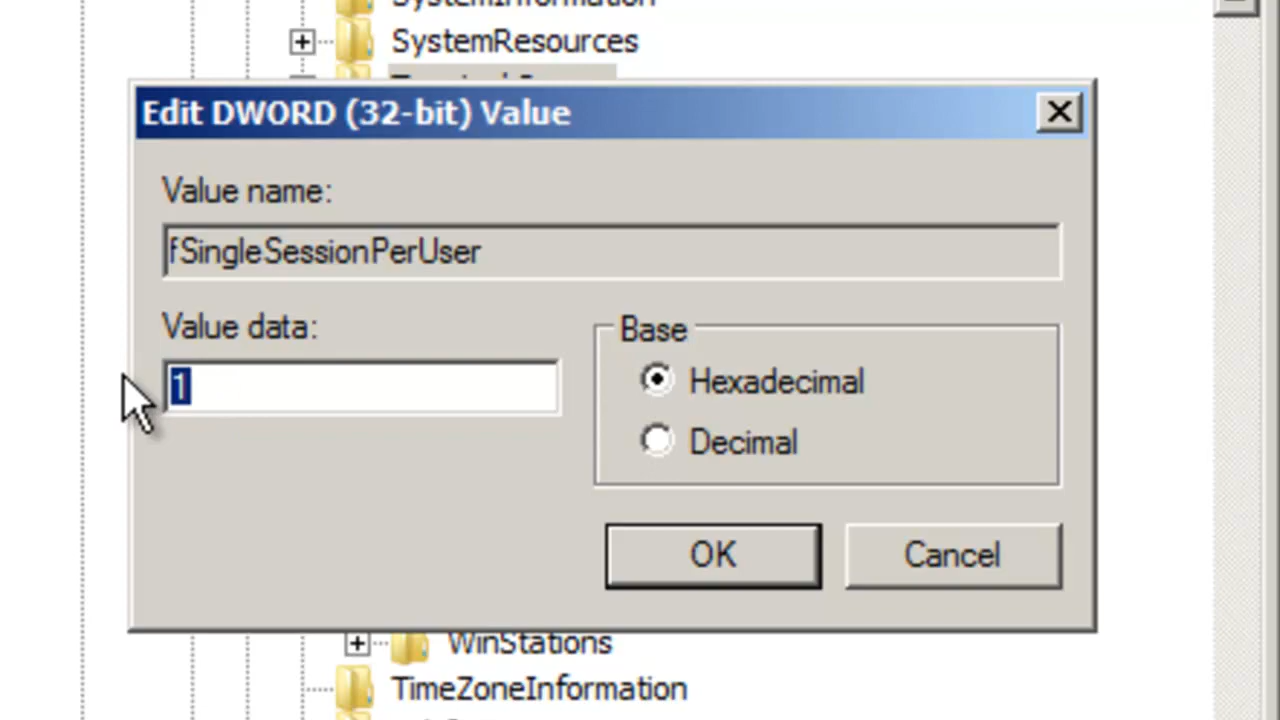 SystemInformation
SystemResources
Edit DWORD (32-bit) Value
Value name:
fSingleSessionPerUser
Value data:
1
Base
Hexadecimal
Decimal
OK
Cancel
WinStations
TimeZoneInformation